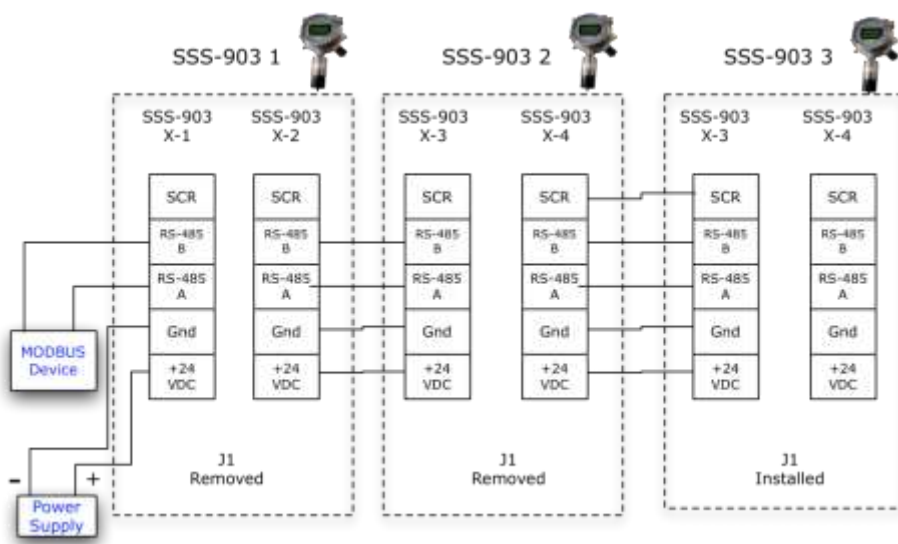 SSS-903 1
SSS-903 2
SSS-903 3
SSS-903
X-1
SSS-903
X-2
SSS-903
X-3
SSS-903
X-4
SSS-903
X-3
SSS-903
X-4
SCR
SCR
SCR
SCR
SCR
SCR
RS-485
B
RS-485
B
RS-485
B
RS-485
B
RS-485
B
RS-485
B
RS-485
A
RS-485
A
RS-485
A
RS-485
A
RS-485
A
RS-485
A
Gnd
Gnd
Gnd
Gnd
Gnd
Gnd
MODBUS
Device
+24
VDC
+24
VDC
+24
VDC
+24
VDC
+24
VDC
+24
VDC
J1
Removed
J1
Removed
J1
Installed
- +
Power
Supply